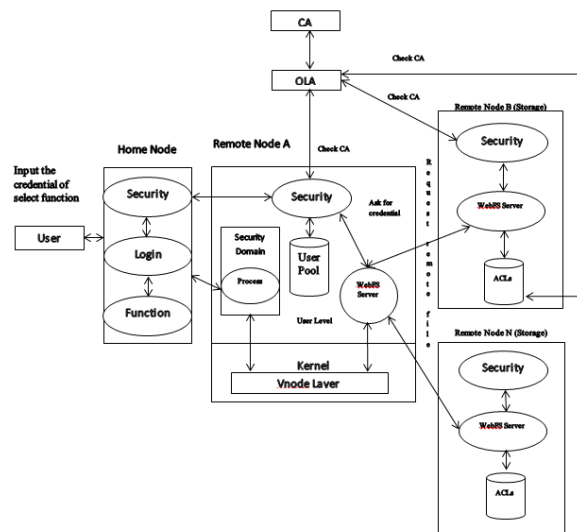 CA
Check CA
OLA
Check CA
Remote Node B (Storage)
Home Node
Remote Node A
Check CA
Security
Input the
credential of
select function
Security
Security
Ask for
credential
WebFS Server
User
Login
Security
Domain
User
Pool
Process
WebFS
Server
ACLs
Function
User Level
Request remote file
Remote Node N (Storage)
Kernel
Vnode Layer
Security
WebFS Server
ACLs